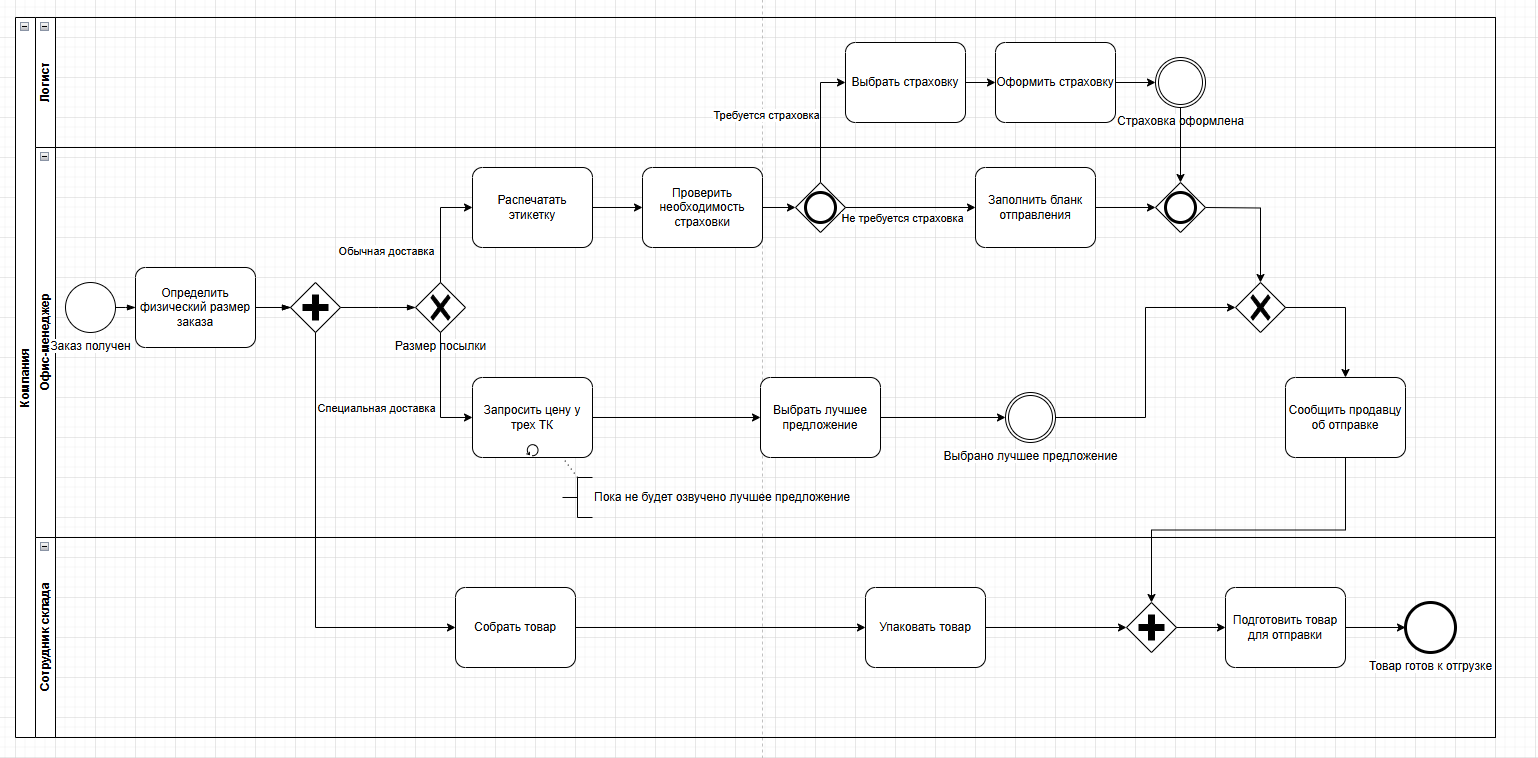 Компания
Логист
Выбрать страховку
Оформить страховку
Требуется страховка
Страховка оформлена
Офис-менеджер
Распечатать
этикетку
Проверить
необходимость
страховки
Не требуется страховка
Заполнить бланк
отправления
Обычная доставка
Заказ получен
Определить
физический размер
заказа
Размер посылки
Специальная доставка
Запросить цену у
трех ТК
Пока не будет озвучено лучшее предложение
Выбрать лучшее
предложение
Выбрано лучшее предложение
Сообщить продавцу
об отправке
Сотрудник склада
Собрать товар
Упаковать товар
Подготовить товар
для отправки
Товар готов к отгрузке